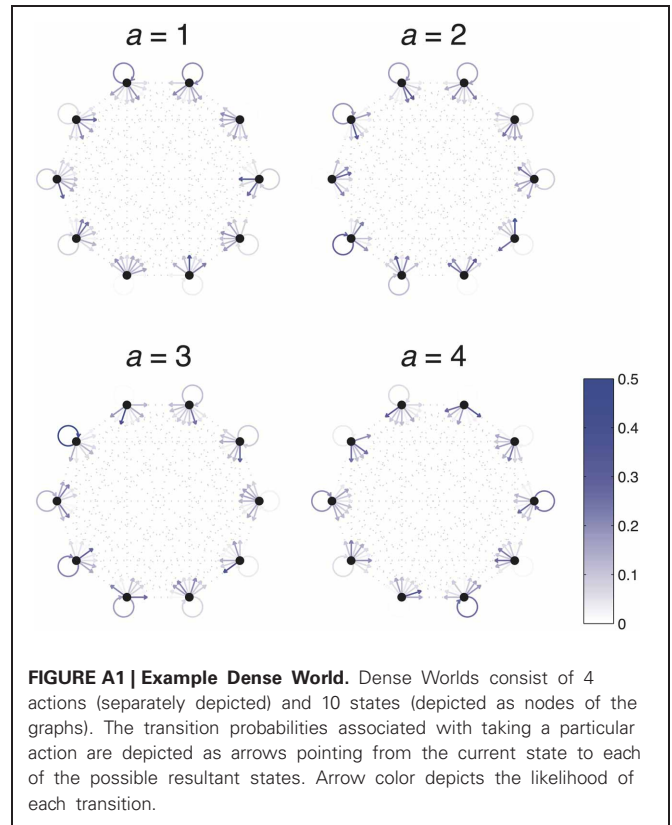 a = 1
a = 2
a = 3
a = 4
0.5
0.4
0.3
0.2
0.1
0
FIGURE A1 | Example Dense World. Dense Worlds consist of 4
actions (separately depicted) and 10 states (depicted as nodes of the
graphs). The transition probabilities associated with taking a particular
action are depicted as arrows pointing from the current state to each
of the possible resultant states. Arrow color depicts the likelihood of
each transition.